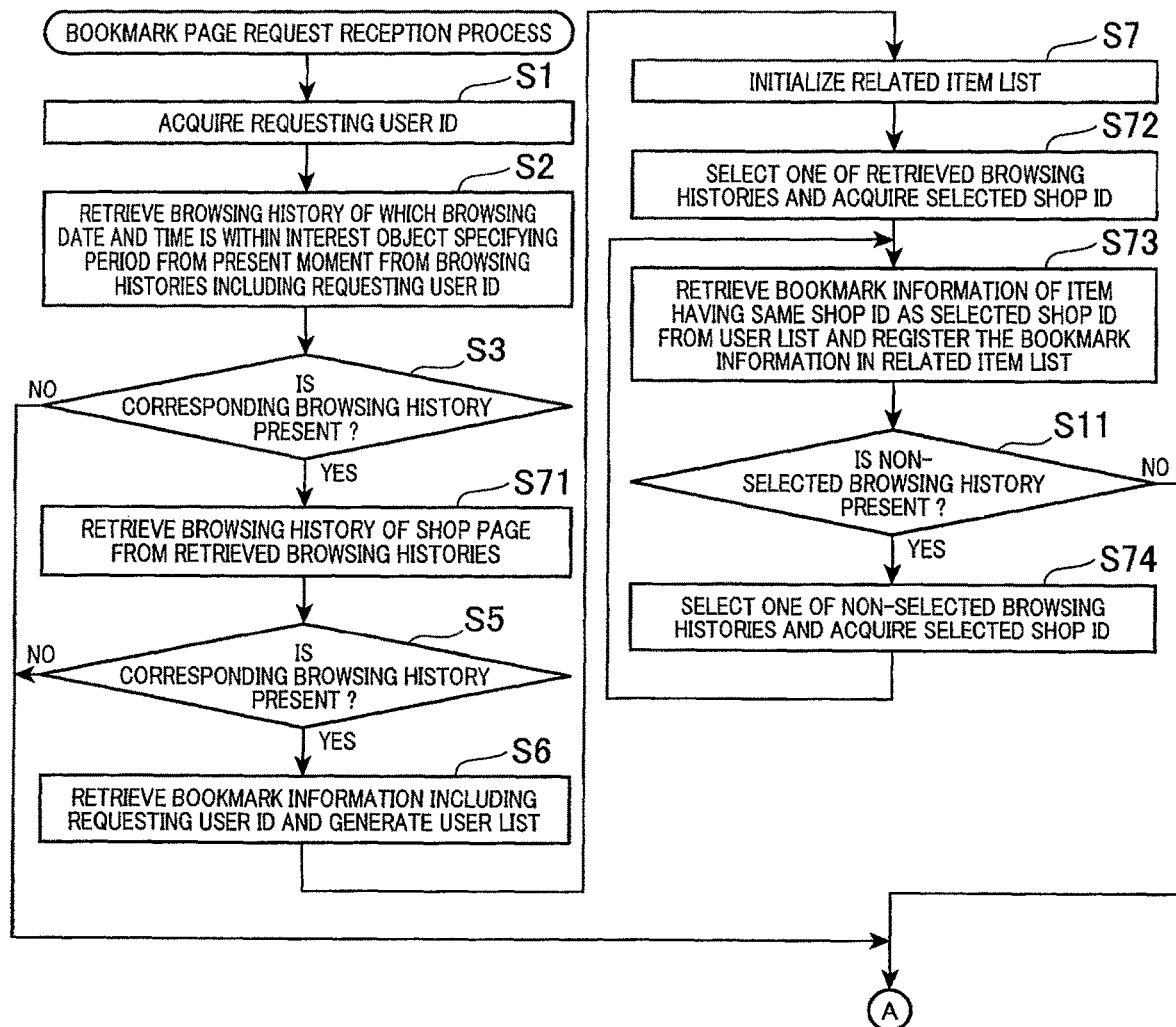 BOOKMARK PAGE REQUEST RECEPTION PROCESS
S1
ACQUIRE REQUESTING USER ID
S2
RETRIEVE BROWSING HISTORY OF WHICH BROWSING
DATE AND TIME IS WITHIN INTEREST OBJECT SPECIFYING
PERIOD FROM PRESENT MOMENT FROM BROWSING
HISTORIES INCLUDING REQUESTING USER ID
S3
NO
IS
CORRESPONDING BROWSING HISTORY
PRESENT ?
YES
S71
RETRIEVE BROWSING HISTORY OF SHOP PAGE
FROM RETRIEVED BROWSING HISTORIES
S5
NO
IS
CORRESPONDING BROWSING HISTORY
PRESENT ?
YES
S6
RETRIEVE BOOKMARK INFORMATION INCLUDING
REQUESTING USER ID AND GENERATE USER LIST
S7
INITIALIZE RELATED ITEM LIST
S72
SELECT ONE OF RETRIEVED BROWSING
HISTORIES AND ACQUIRE SELECTED SHOP ID
S73
RETRIEVE BOOKMARK INFORMATION OF ITEM
HAVING SAME SHOP ID AS SELECTED SHOP ID
FROM USER LIST AND REGISTER THE BOOKMARK
INFORMATION IN RELATED ITEM LIST
S11
IS NON-
SELECTED BROWSING HISTORY
PRESENT ?
NO
YES
S74
SELECT ONE OF NON-SELECTED BROWSING
HISTORIES AND ACQUIRE SELECTED SHOP ID
A